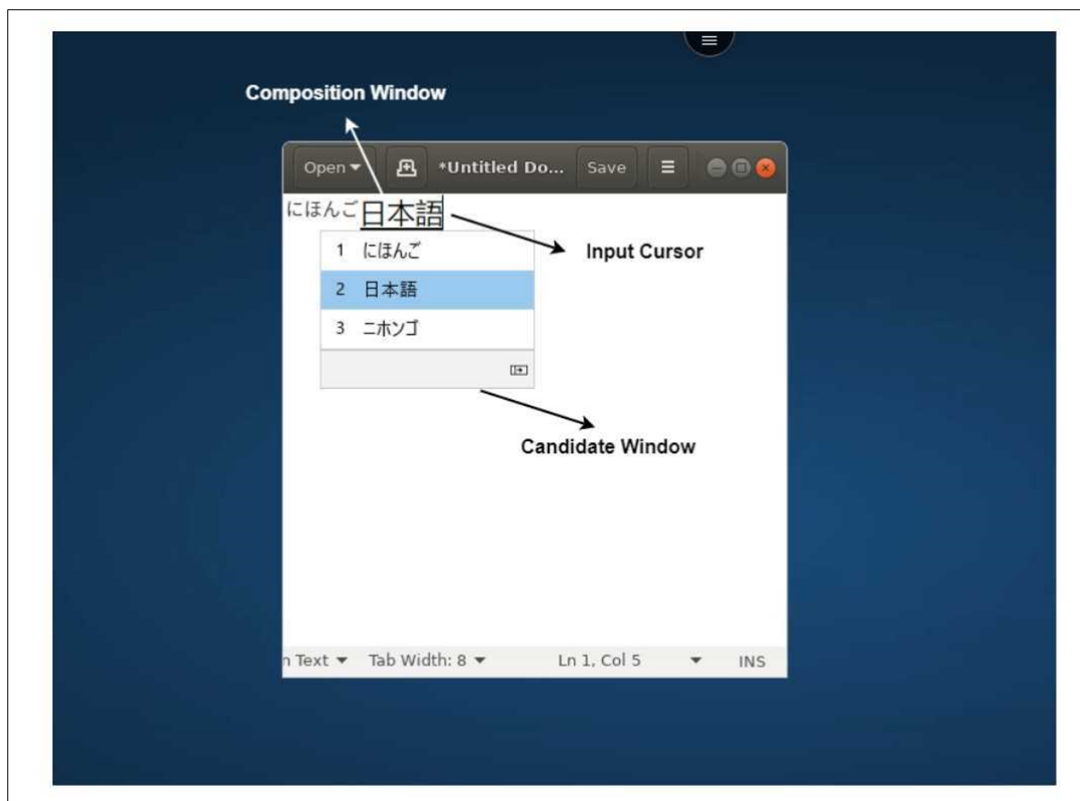 Composition Window
Open *Untitled Do... Save
にほんご日本語
1 にほんご
Input Cursor
2 日本語
3 ニホンゴ
Candidate Window
n Text Tab Width: 8 Ln 1, Col 5 INS